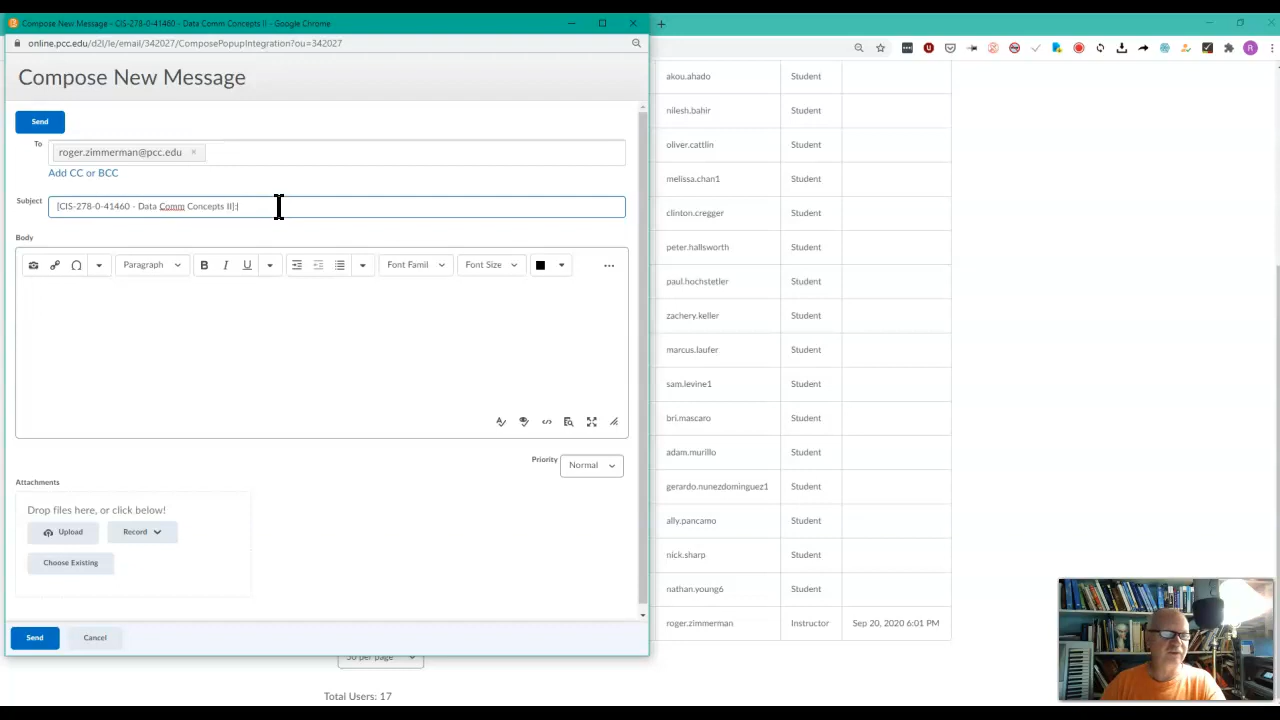 Compose New Message - CIS-278-0-41460 - Data Comm Concepts II - Google Chrome
online.pcc.edu/d2l/le/email/342027/ComposePopupIntegration?ou=342027
Compose New Message
Send
To
roger.zimmerman@pcc.edu
Add CC or BCC
Subject
[CIS-278-0-41460 - Data Comm Concepts II]:
Body
Paragraph
B I U
Font Famil
Font Size
Priority
Normal
Attachments
Drop files here, or click below!
Upload
Record
Choose Existing
Send
Cancel
akou.ahado Student
nilesh.bahir Student
oliver.cattlin Student
melissa.chan1 Student
clinton.cregger Student
peter.hallsworth Student
paul.hochstetler Student
zachery.keller Student
marcus.laufer Student
sam.levine1 Student
bri.mascaro Student
adam.murillo Student
gerardo.nunezdominguez1 Student
ally.pancamo Student
nick.sharp Student
nathan.young6 Student
roger.zimmerman Instructor Sep 20, 2020 6:01 PM
per page
Total Users: 17